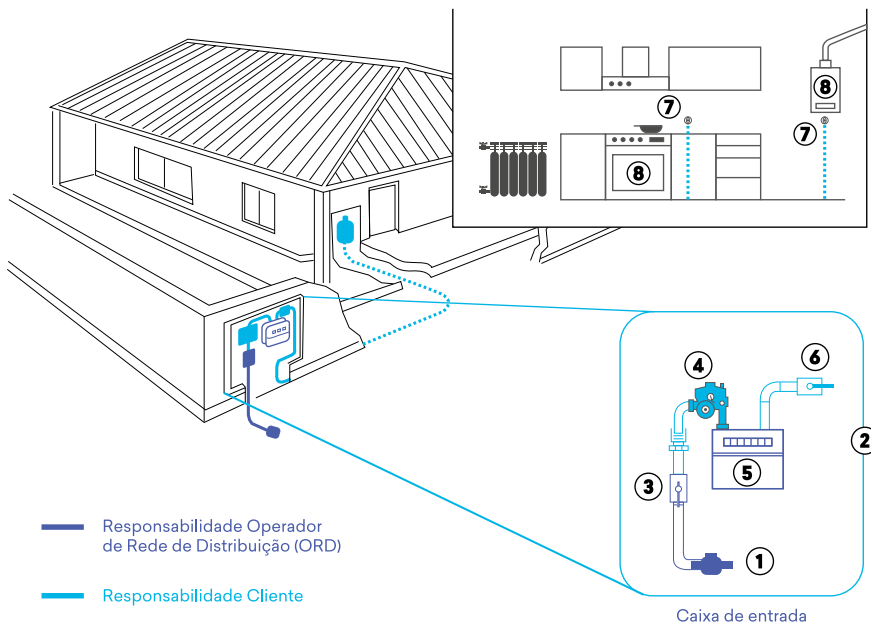 7
8
7
8
4
6
2
3
5
1
Responsabilidade Operador
de Rede de Distribuição (ORD)
Responsabilidade Cliente
Caixa de entrada